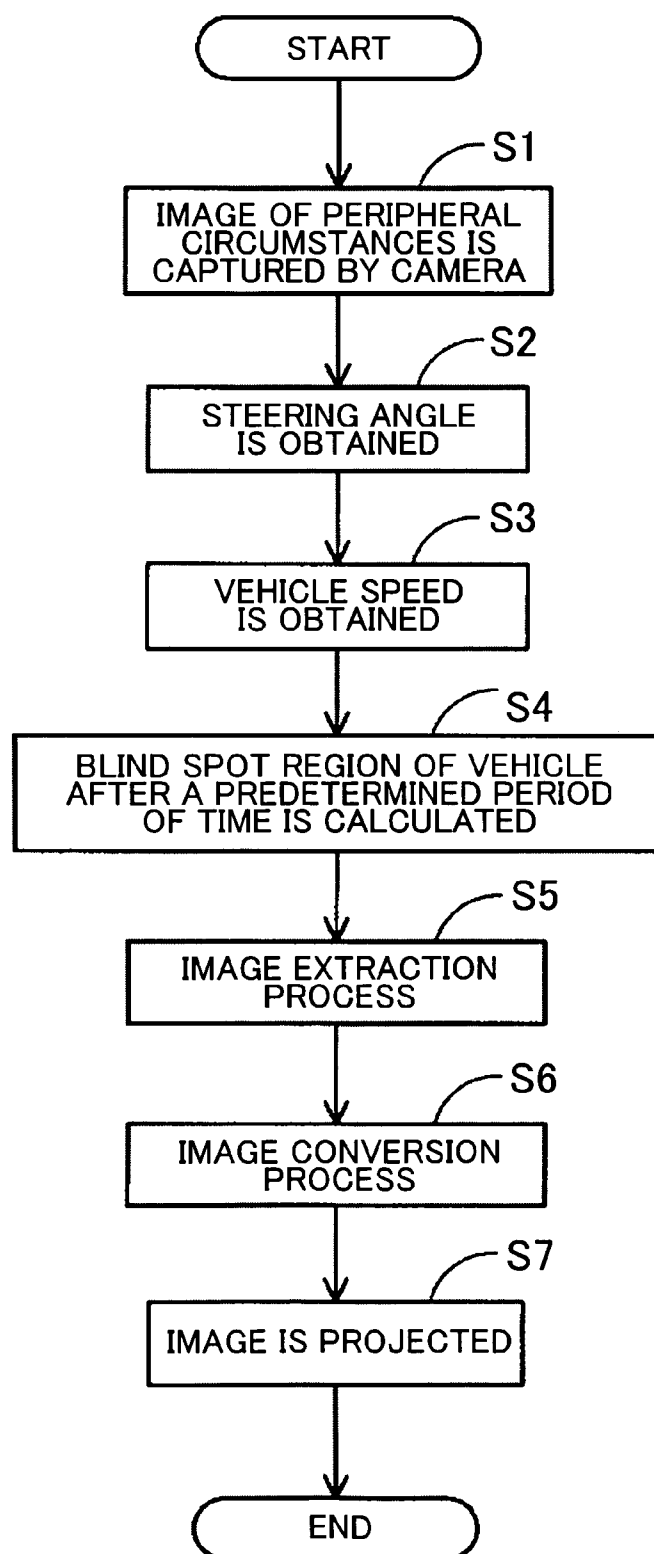 START
S1
IMAGE OF PERIPHERAL
CIRCUMSTANCES IS
CAPTURED BY CAMERA
S2
STEERING ANGLE
IS OBTAINED
S3
VEHICLE SPEED
IS OBTAINED
S4
BLIND SPOT REGION OF VEHICLE
AFTER A PREDETERMINED PERIOD
OF TIME IS CALCULATED
S5
IMAGE EXTRACTION
PROCESS
S6
IMAGE CONVERSION
PROCESS
S7
IMAGE IS PROJECTED
END